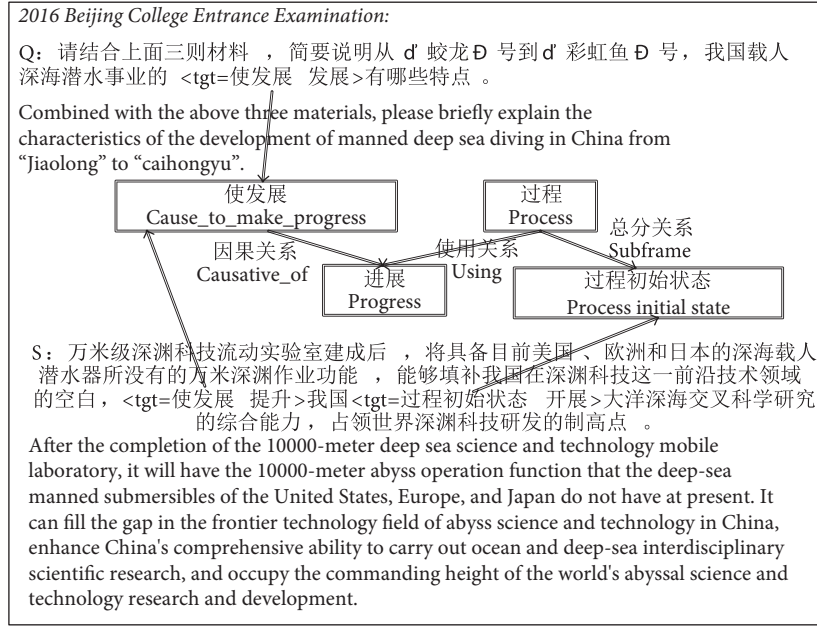 2016 Beijing College Entrance Examination:
Q：请结合上面三则材料 ，简要说明从 ď 蛟龙 Đ 号到 ď 彩虹鱼 Đ 号，我国载人
深海潜水事业的 <tgt=使发展 发展>有哪些特点 。
Combined with the above three materials, please briefly explain the
characteristics of the development of manned deep sea diving in China from
“Jiaolong” to “caihongyu”.
使发展
Cause_to_make_progress
过程
Process
因果关系
Causative_of
使用关系
Using
总分关系
Subframe
进展
Progress
过程初始状态
Process initial state
S：万米级深渊科技流动实验室建成后 ，将具备目前美国 、欧洲和日本的深海载人
潜水器所没有的万米深渊作业功能 ，能够填补我国在深渊科技这一前沿技术领域
的空白，<tgt=使发展 提升>我国<tgt=过程初始状态 开展>大洋深海交叉科学研究
的综合能力，占领世界深渊科技研发的制高点 。
After the completion of the 10000-meter deep sea science and technology mobile
laboratory, it will have the 10000-meter abyss operation function that the deep-sea
manned submersibles of the United States, Europe, and Japan do not have at present. It
can fill the gap in the frontier technology field of abyss science and technology in China,
enhance China's comprehensive ability to carry out ocean and deep-sea interdisciplinary
scientific research, and occupy the commanding height of the world's abyssal science and
technology research and development.